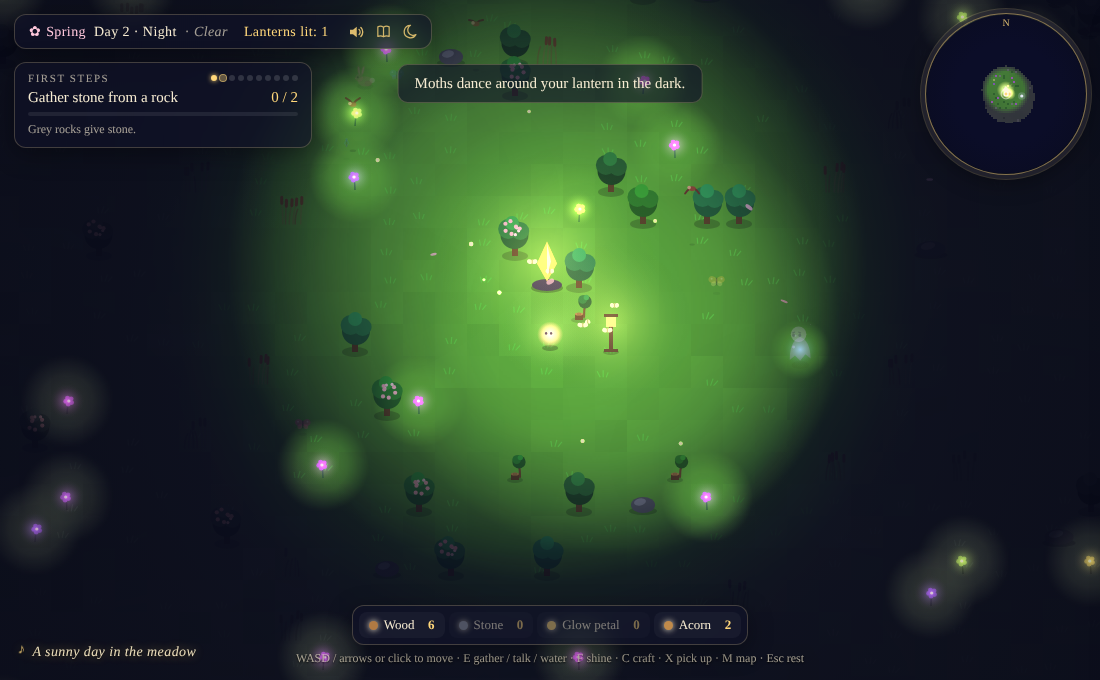 ✿ Spring Day 2 · Night · Clear Lanterns lit: 1
N
FIRST STEPS
Gather stone from a rock 0 / 2
Grey rocks give stone.
Moths dance around your lantern in the dark.
Wood 6 Stone 0 Glow petal 0 Acorn 2
♪ A sunny day in the meadow
WASD / arrows or click to move · E gather / talk / water · F shine · C craft · X pick up · M map · Esc rest